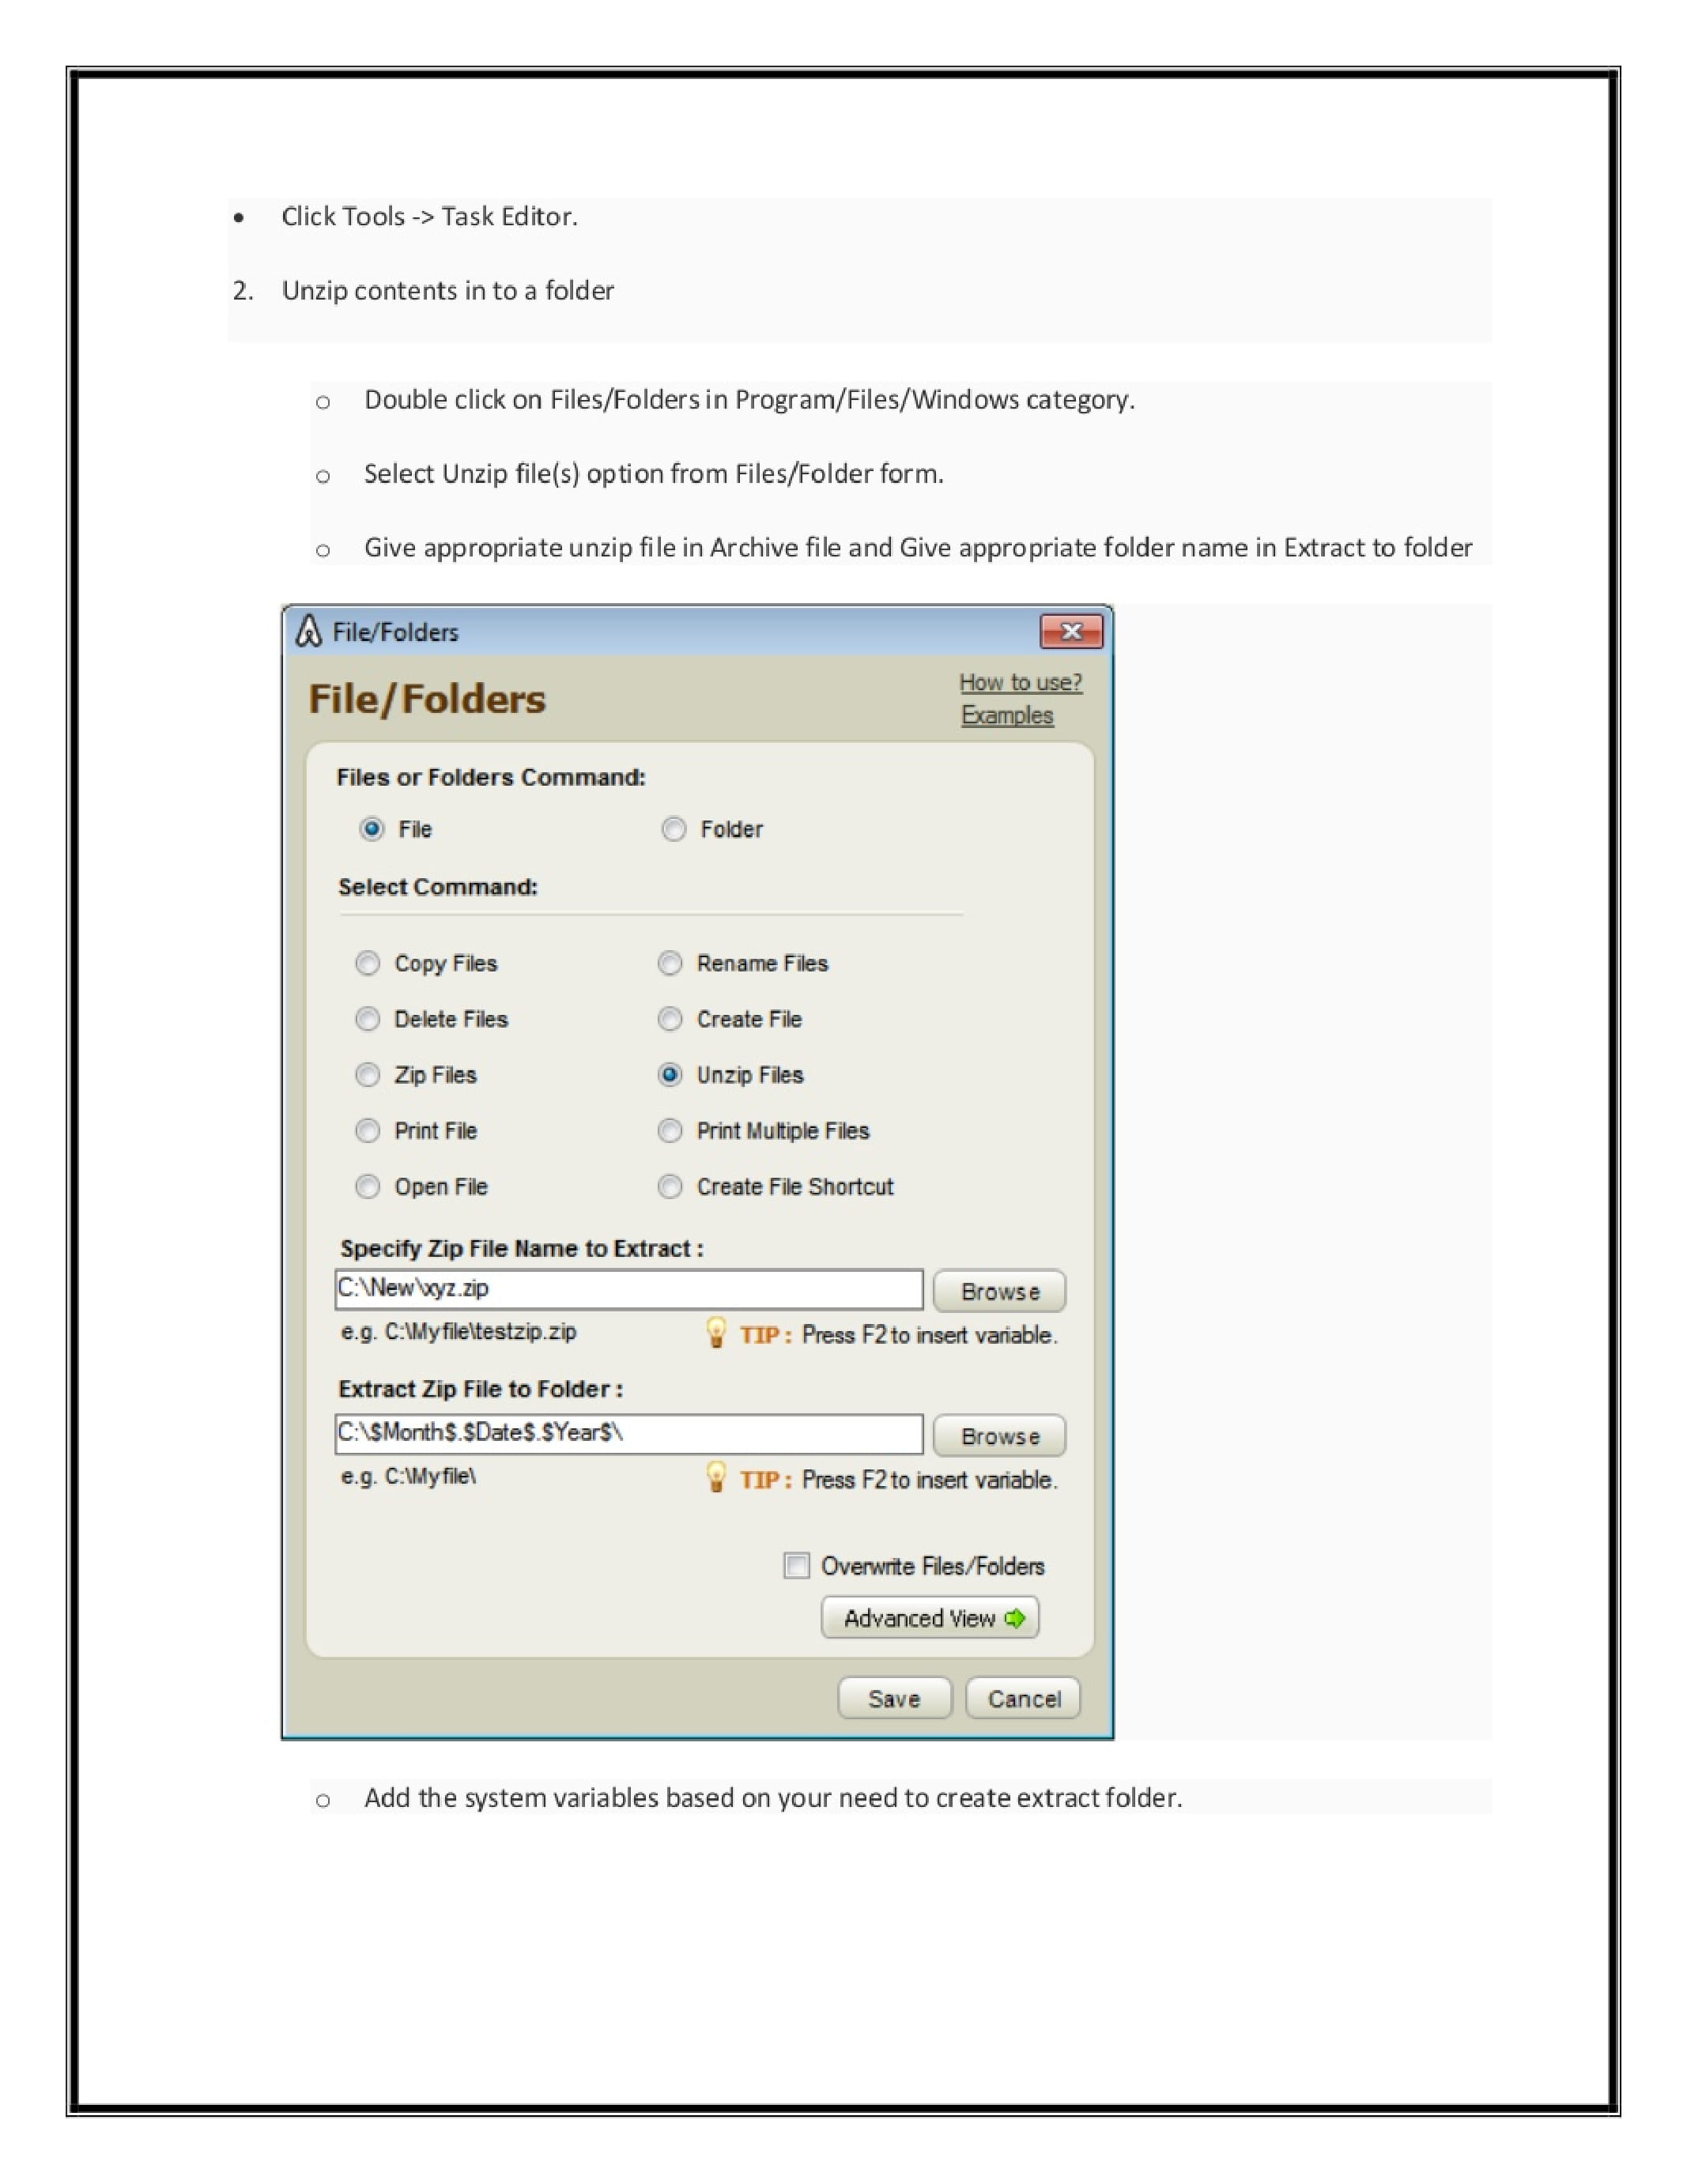 • Click Tools -> Task Editor.
2. Unzip contents in to a folder
o Double click on Files/Folders in Program/Files/Windows category.
o Select Unzip file(s) option from Files/Folder form.
o Give appropriate unzip file in Archive file and Give appropriate folder name in Extract to folder
File/Folders
File/Folders
How to use?
Examples
Files or Folders Command:
File Folder
Select Command:
Copy Files Rename Files
Delete Files Create File
Zip Files Unzip Files
Print File Print Multiple Files
Open File Create File Shortcut
Specify Zip File Name to Extract :
C:\New\xyz.zip Browse
e.g. C:\Myfile\testzip.zip TIP : Press F2 to insert variable.
Extract Zip File to Folder :
C:\$Month$.$Date$.$Year$\ Browse
e.g. C:\Myfile\ TIP : Press F2 to insert variable.
Overwrite Files/Folders
Advanced View
Save Cancel
o Add the system variables based on your need to create extract folder.